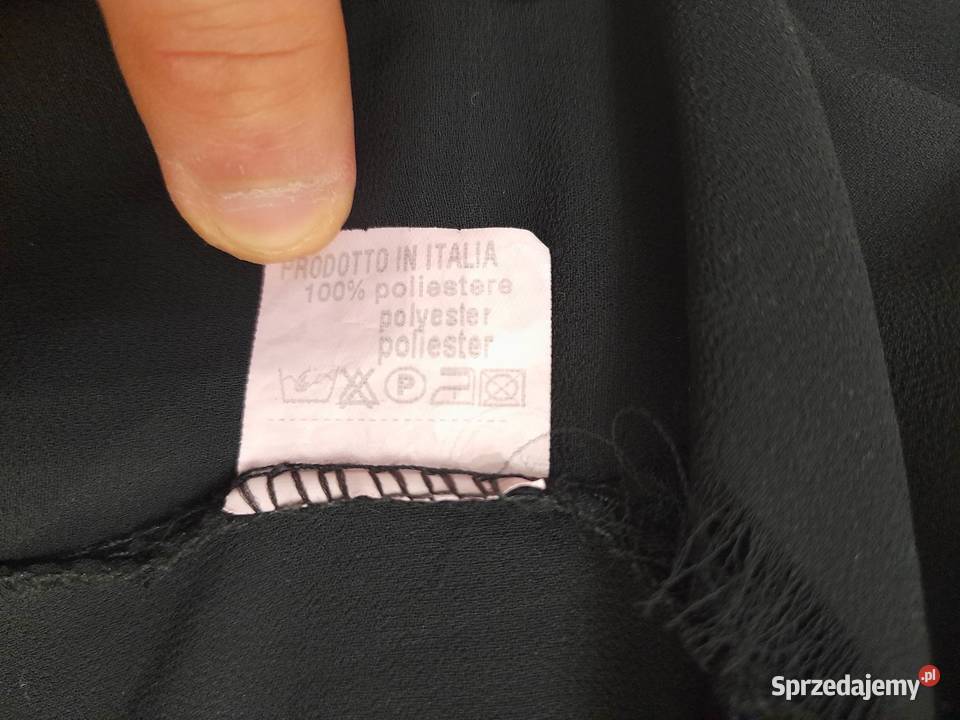 PRODOTTO IN ITALIA
100% poliestere
polyester
poliester
P
Sprzedajemy.pl